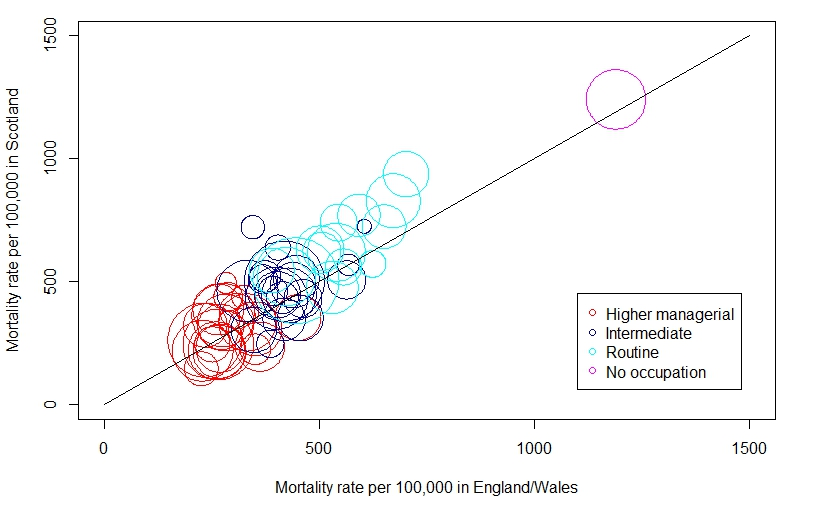 Mortality rate per 100,000 in Scotland
1500
1000
500
0
Higher managerial
Intermediate
Routine
No occupation
0 500 1000 1500
Mortality rate per 100,000 in England/Wales